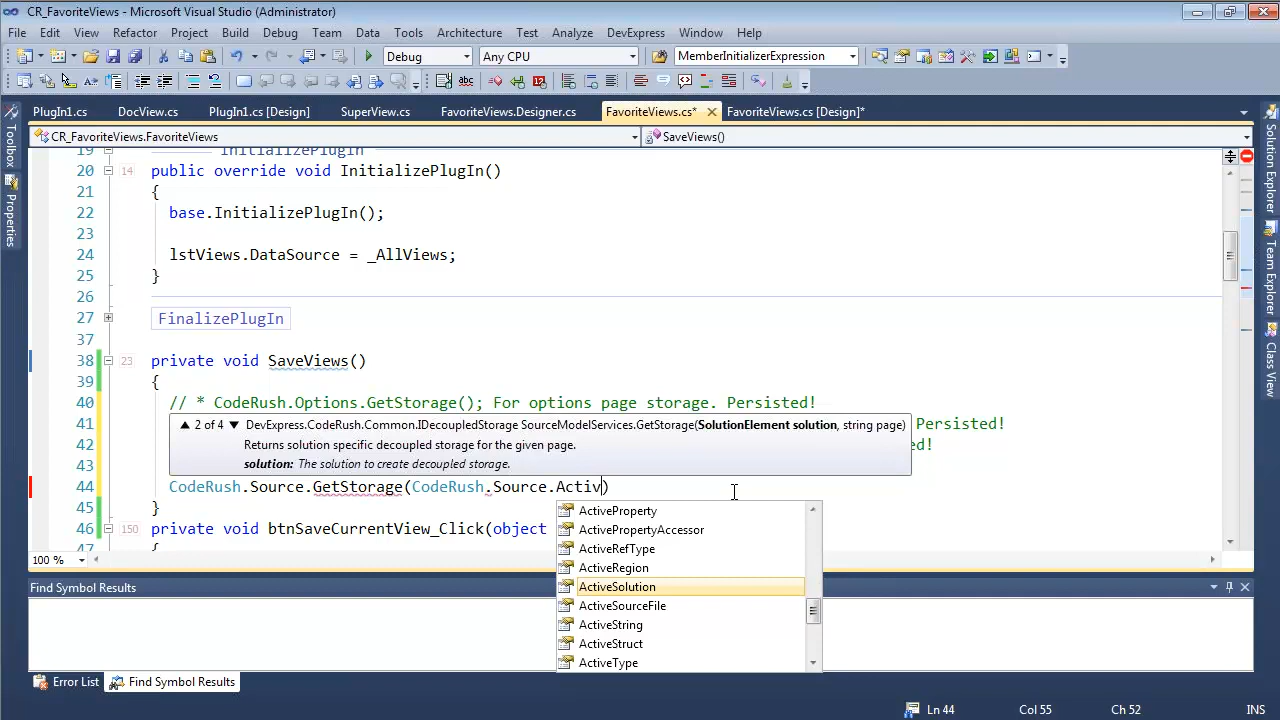 CR_FavoriteViews - Microsoft Visual Studio (Administrator)
File Edit View Refactor Project Build Debug Team Data Tools Architecture Test Analyze DevExpress Window Help
Debug Any CPU MemberInitializerExpression
PlugIn1.cs DocView.cs PlugIn1.cs [Design] SuperView.cs FavoriteViews.Designer.cs FavoriteViews.cs* FavoriteViews.cs [Design]*
CR_FavoriteViews.FavoriteViews SaveViews()
19 InitializePlugIn
20 14 public override void InitializePlugIn()
21 {
22 base.InitializePlugIn();
23
24 lstViews.DataSource = _AllViews;
25 }
26
27 FinalizePlugIn
37
38 23 private void SaveViews()
39 {
40 // * CodeRush.Options.GetStorage(); For options page storage. Persisted!
41 Persisted!
2 of 4 DevExpress.CodeRush.Common.IDecoupledStorage SourceModelServices.GetStorage(SolutionElement solution, string page)
Returns solution specific decoupled storage for the given page.
solution: The solution to create decoupled storage.
42 d!
43
44 CodeRush.Source.GetStorage(CodeRush.Source.Activ)
45 }
46 150 private void btnSaveCurrentView_Click(object
47 {
ActiveProperty
ActivePropertyAccessor
ActiveRefType
ActiveRegion
ActiveSolution
ActiveSourceFile
ActiveString
ActiveStruct
ActiveType
100 %
Find Symbol Results
Error List Find Symbol Results
Ln 44 Col 55 Ch 52 INS
Toolbox
Properties
Solution Explorer
Team Explorer
Class View